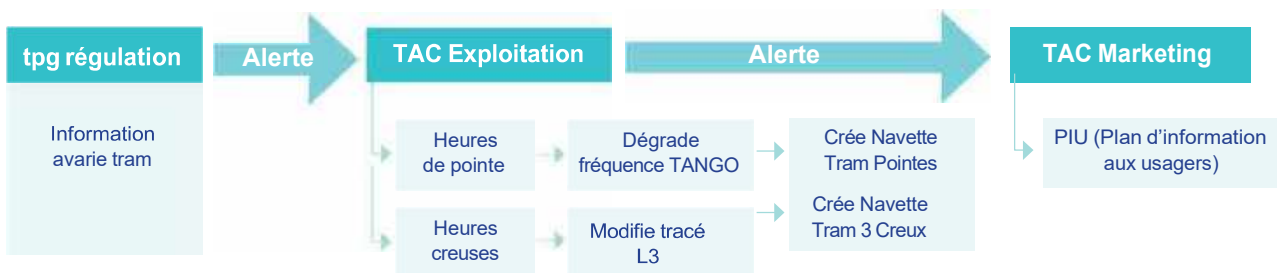 tpg régulation
Alerte
TAC Exploitation
Alerte
TAC Marketing
Information
avarie tram
Heures
de pointe
Dégrade
fréquence TANGO
Crée Navette
Tram Pointes
PIU (Plan d’information
aux usagers)
Heures
creuses
Modifie tracé
L3
Crée Navette
Tram 3 Creux